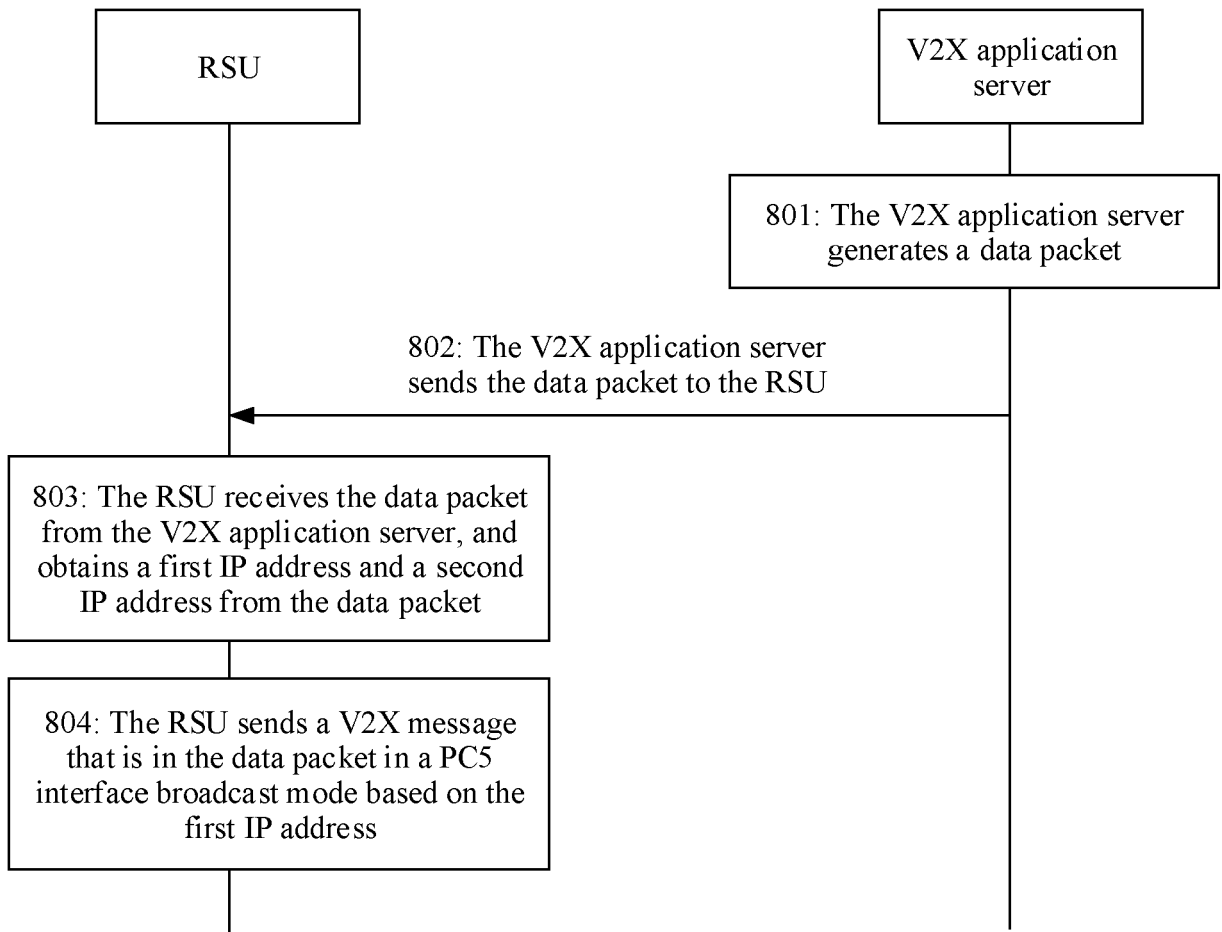 RSU
V2X application
server
801: The V2X application server
generates a data packet
802: The V2X application server
sends the data packet to the RSU
803: The RSU receives the data packet
from the V2X application server, and
obtains a first IP address and a second
IP address from the data packet
804: The RSU sends a V2X message
that is in the data packet in a PC5
interface broadcast mode based on the
first IP address